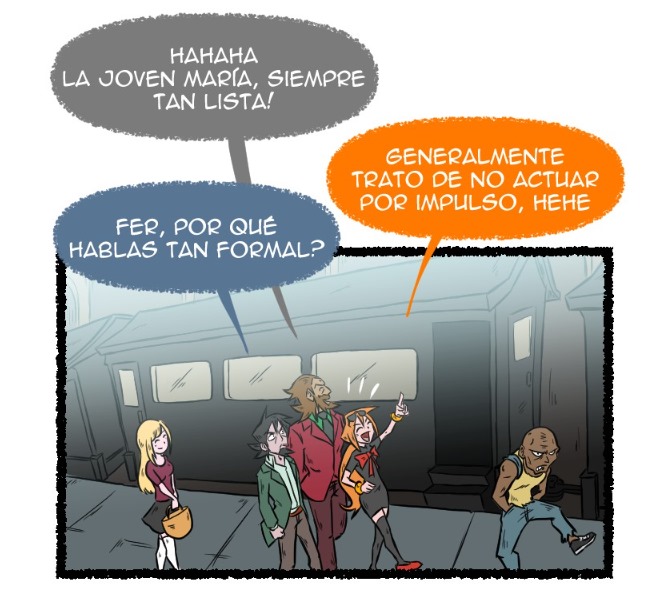 HAHAHA
LA JOVEN MARÍA, SIEMPRE
TAN LISTA!
GENERALMENTE
TRATO DE NO ACTUAR
POR IMPULSO, HEHE
FER, POR QUÉ
HABLAS TAN FORMAL?